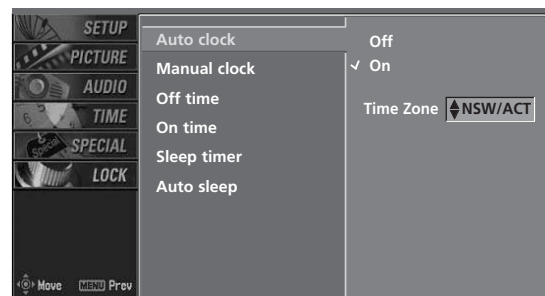 SETUP
PICTURE
AUDIO
TIME
SPECIAL
LOCK
Move MENU Prev
Auto clock
Manual clock
Off time
On time
Sleep timer
Auto sleep
Off
✓ On
Time Zone NSW/ACT